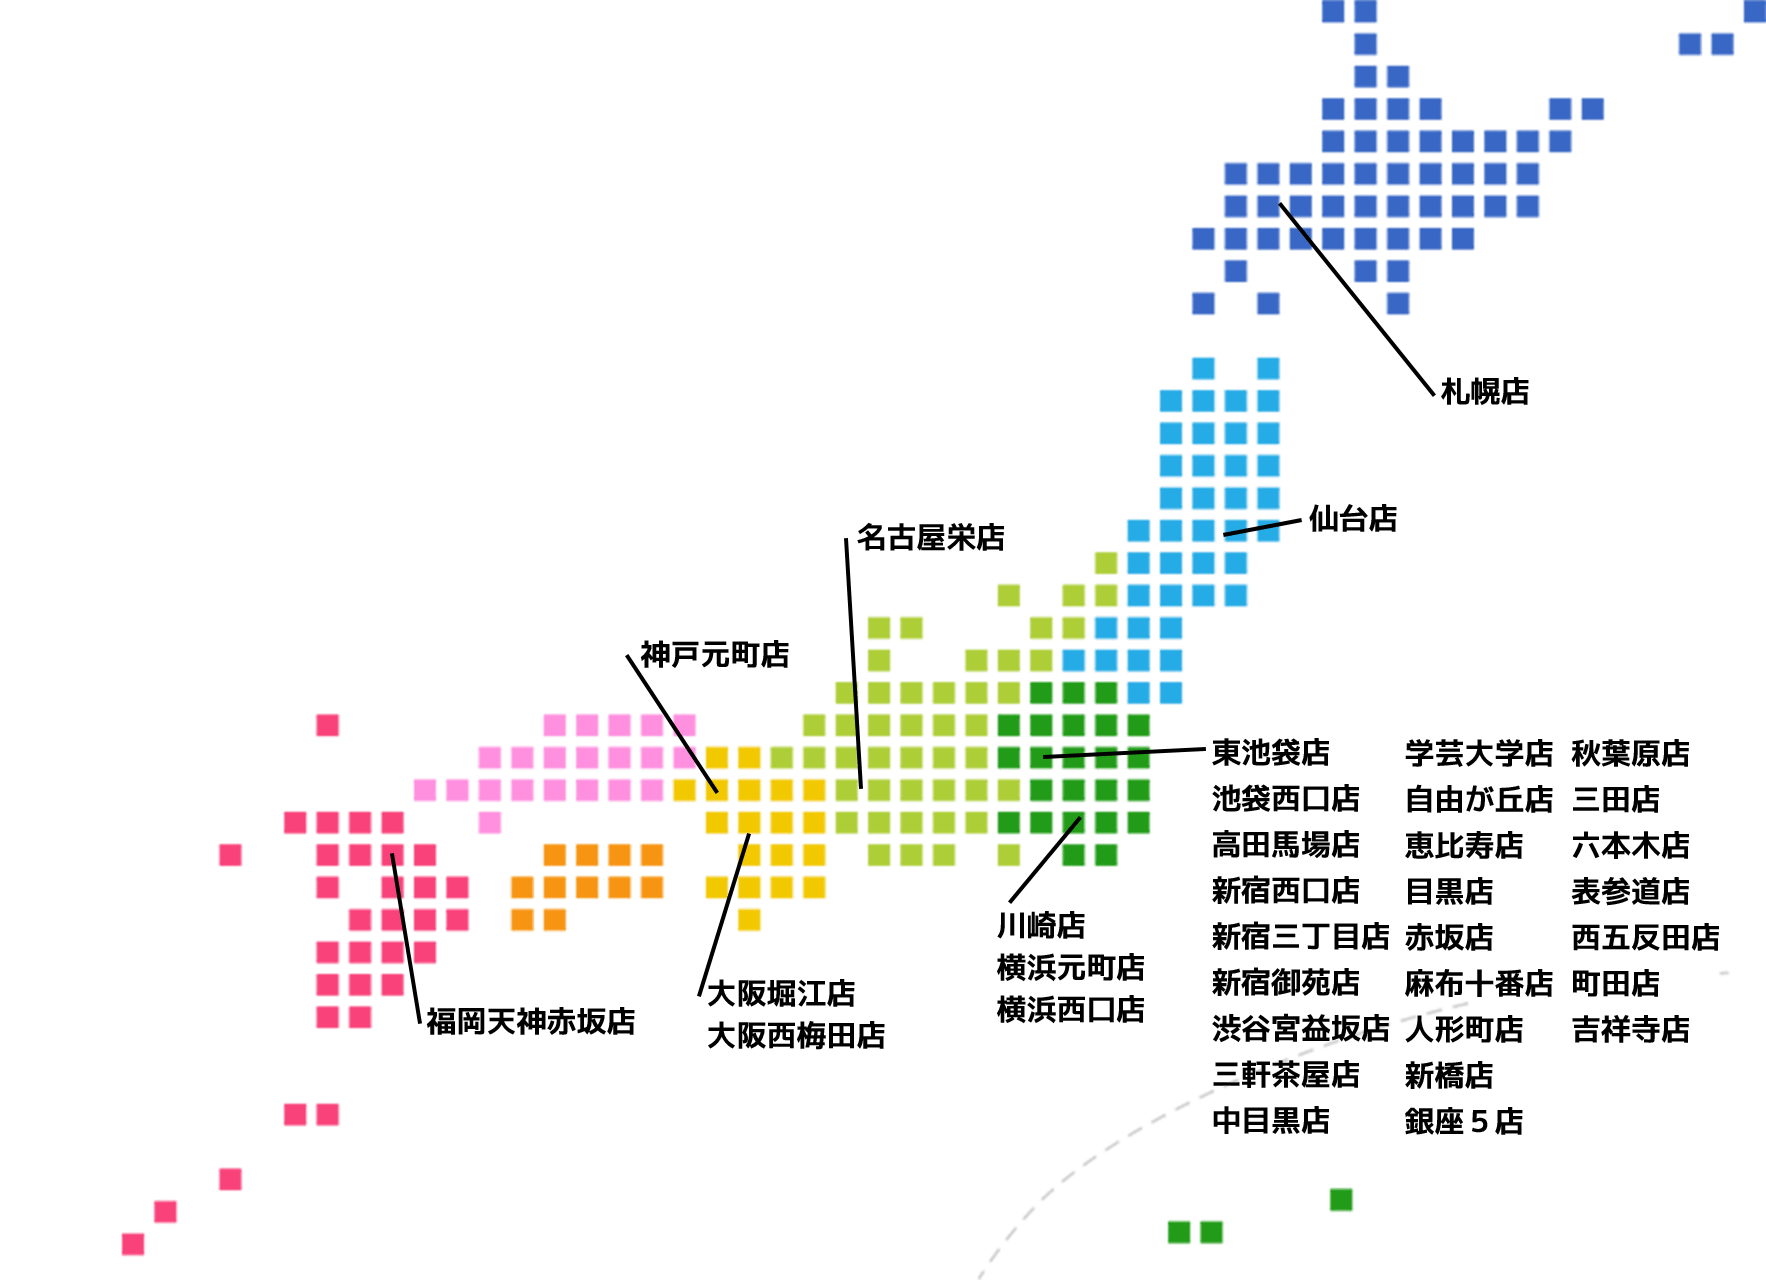 札幌店
仙台店
名古屋栄店
神戸元町店
東池袋店
池袋西口店
高田馬場店
新宿西口店
新宿三丁目店
新宿御苑店
渋谷宮益坂店
三軒茶屋店
中目黒店
学芸大学店
自由が丘店
恵比寿店
目黒店
赤坂店
麻布十番店
人形町店
新橋店
銀座５店
秋葉原店
三田店
六本木店
表参道店
西五反田店
町田店
吉祥寺店
川崎店
横浜元町店
横浜西口店
大阪堀江店
大阪西梅田店
福岡天神赤坂店